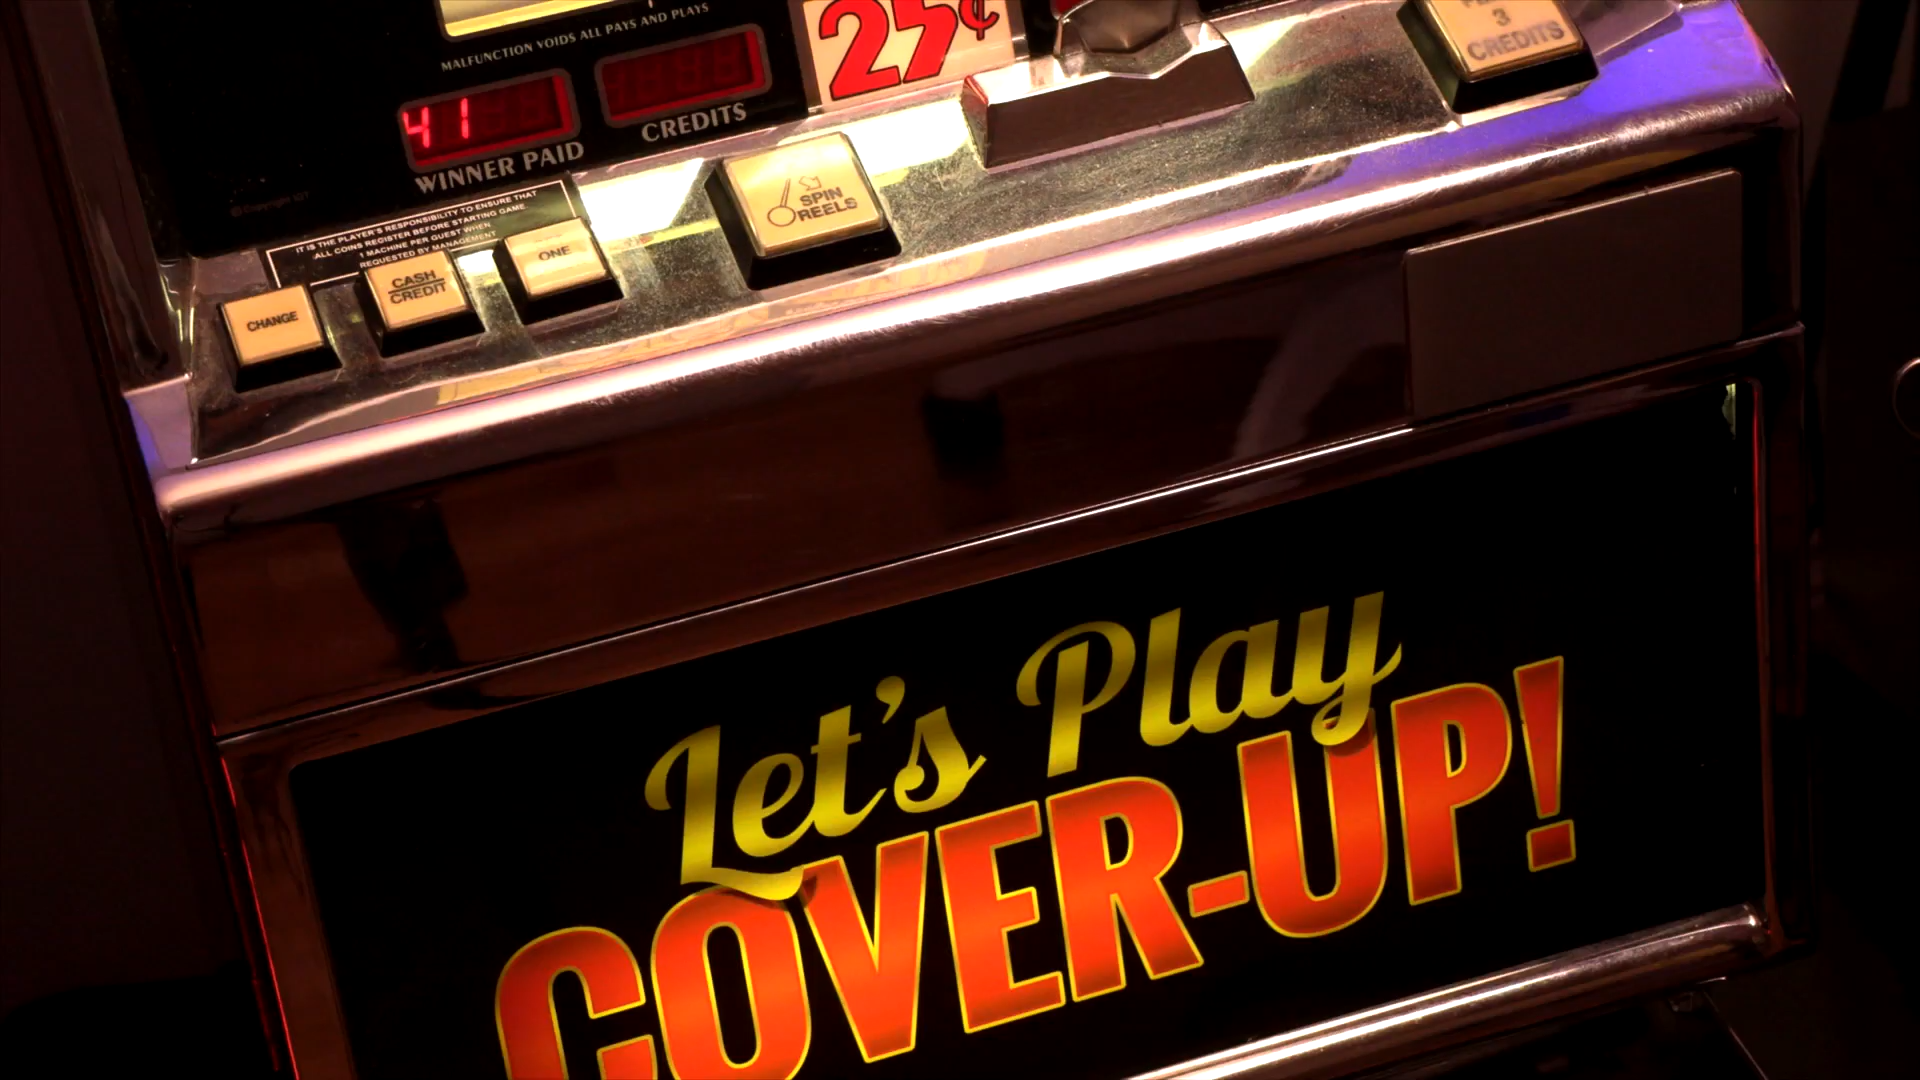 MALFUNCTION VOIDS ALL PAYS AND PLAYS
25¢
3
CREDITS
41
WINNER PAID
CREDITS
IT IS THE PLAYER'S RESPONSIBILITY TO ENSURE THAT
ALL COINS REGISTER BEFORE STARTING GAME.
1 MACHINE PER GUEST WHEN
REQUESTED BY MANAGEMENT
CHANGE
CASH
CREDIT
ONE
SPIN
REELS
Let's Play
COVER-UP!